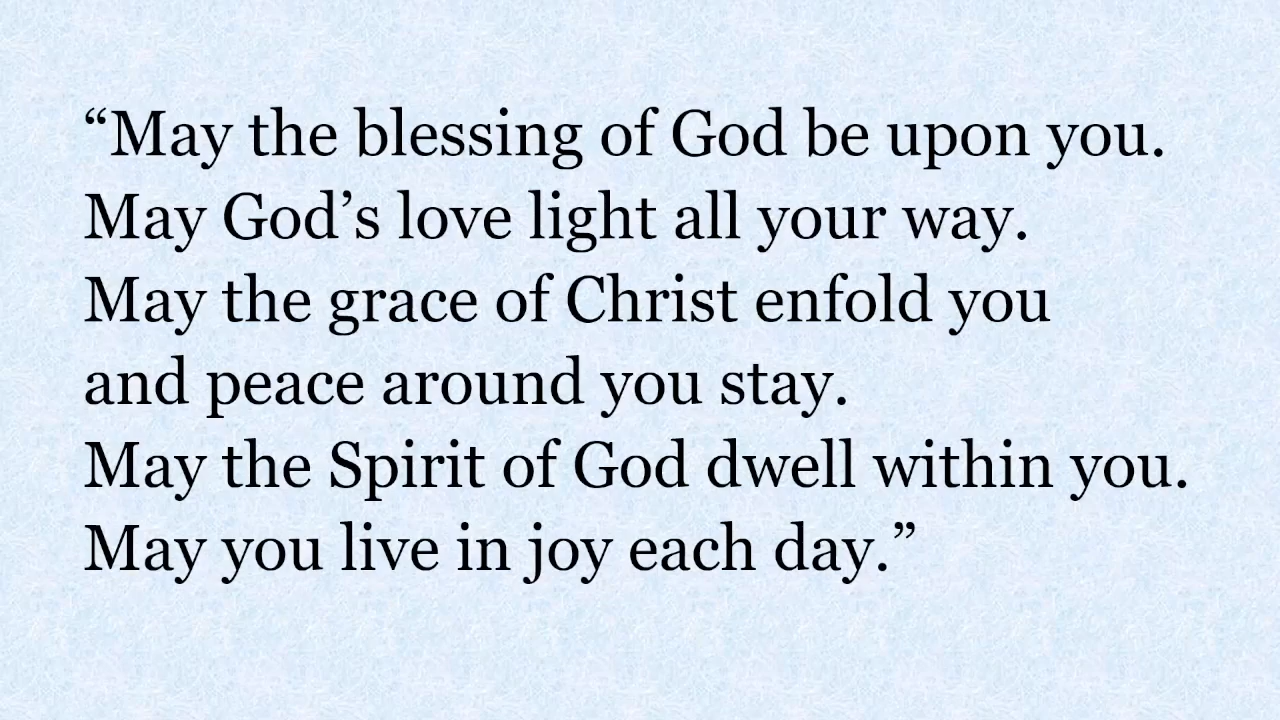 “May the blessing of God be upon you.
May God’s love light all your way.
May the grace of Christ enfold you
and peace around you stay.
May the Spirit of God dwell within you.
May you live in joy each day.”